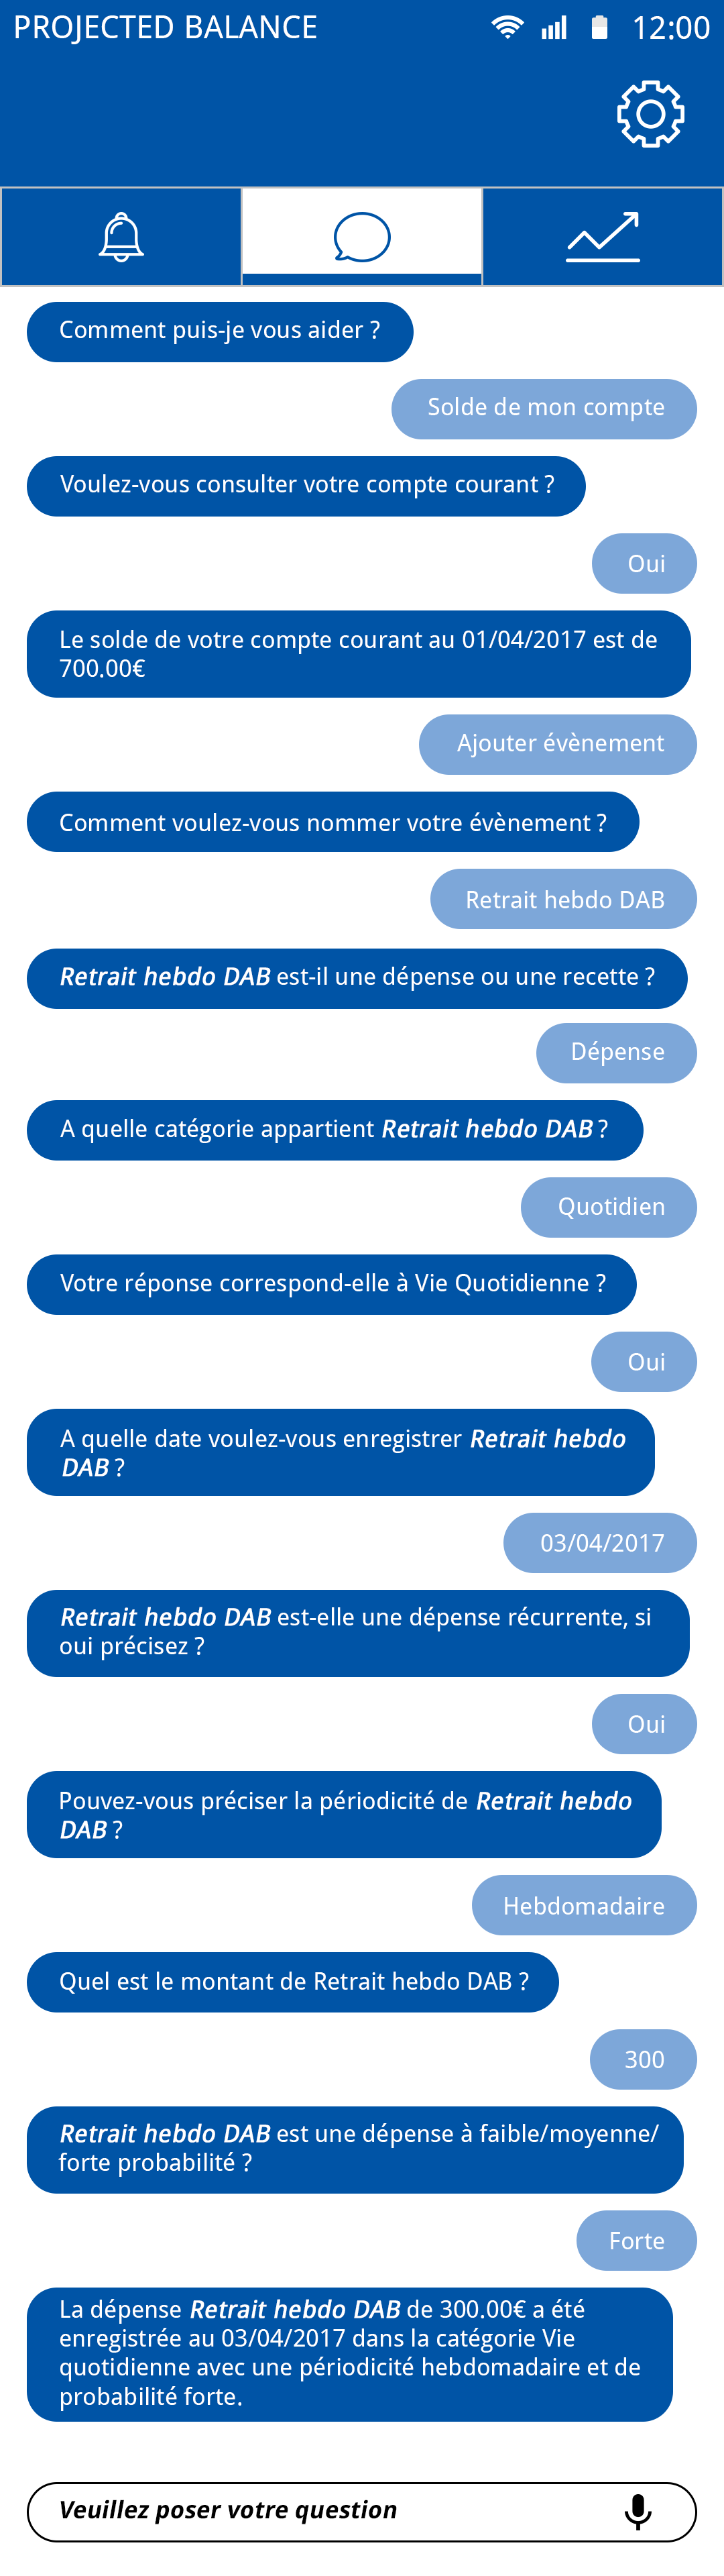 PROJECTED BALANCE 12:00
Comment puis-je vous aider ?
Solde de mon compte
Voulez-vous consulter votre compte courant ?
Oui
Le solde de votre compte courant au 01/04/2017 est de
700.00€
Ajouter évènement
Comment voulez-vous nommer votre évènement ?
Retrait hebdo DAB
Retrait hebdo DAB est-il une dépense ou une recette ?
Dépense
A quelle catégorie appartient Retrait hebdo DAB ?
Quotidien
Votre réponse correspond-elle à Vie Quotidienne ?
Oui
A quelle date voulez-vous enregistrer Retrait hebdo
DAB ?
03/04/2017
Retrait hebdo DAB est-elle une dépense récurrente, si
oui précisez ?
Oui
Pouvez-vous préciser la périodicité de Retrait hebdo
DAB ?
Hebdomadaire
Quel est le montant de Retrait hebdo DAB ?
300
Retrait hebdo DAB est une dépense à faible/moyenne/
forte probabilité ?
Forte
La dépense Retrait hebdo DAB de 300.00€ a été
enregistrée au 03/04/2017 dans la catégorie Vie
quotidienne avec une périodicité hebdomadaire et de
probabilité forte.
Veuillez poser votre question